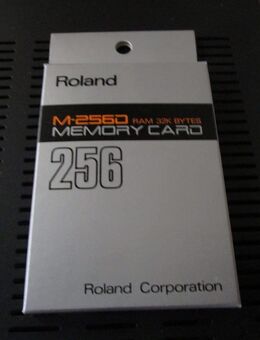 Roland
M-256D RAM 32K BYTES
MEMORY CARD
256
Roland Corporation